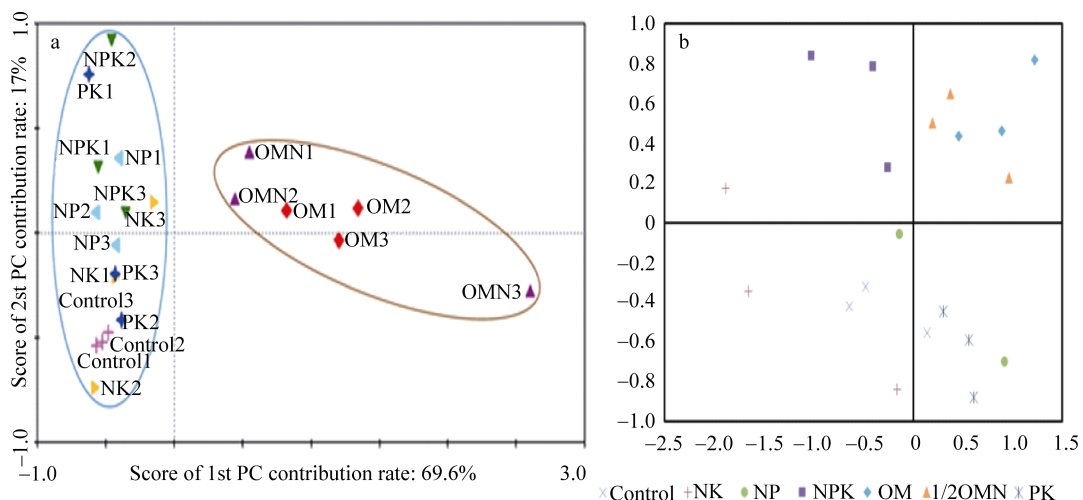 Score of 2st PC contribution rate: 17%
1.0
a
NPK2
PK1
NPK1
NP1
NPK3
NP2
NK3
NP3
NK1
PK3
Control3
PK2
Control2
Control1
NK2
OMN1
OMN2
OM1
OM2
OM3
OMN3
−1.0
−1.0
Score of 1st PC contribution rate: 69.6%
3.0
b
1.0
0.8
0.6
0.4
0.2
0
−0.2
−0.4
−0.6
−0.8
−1.0
−2.5 −2.0 −1.5 −1.0 −0.5 0 0.5 1.0 1.5
Control NK NP NPK OM 1/2OMN PK